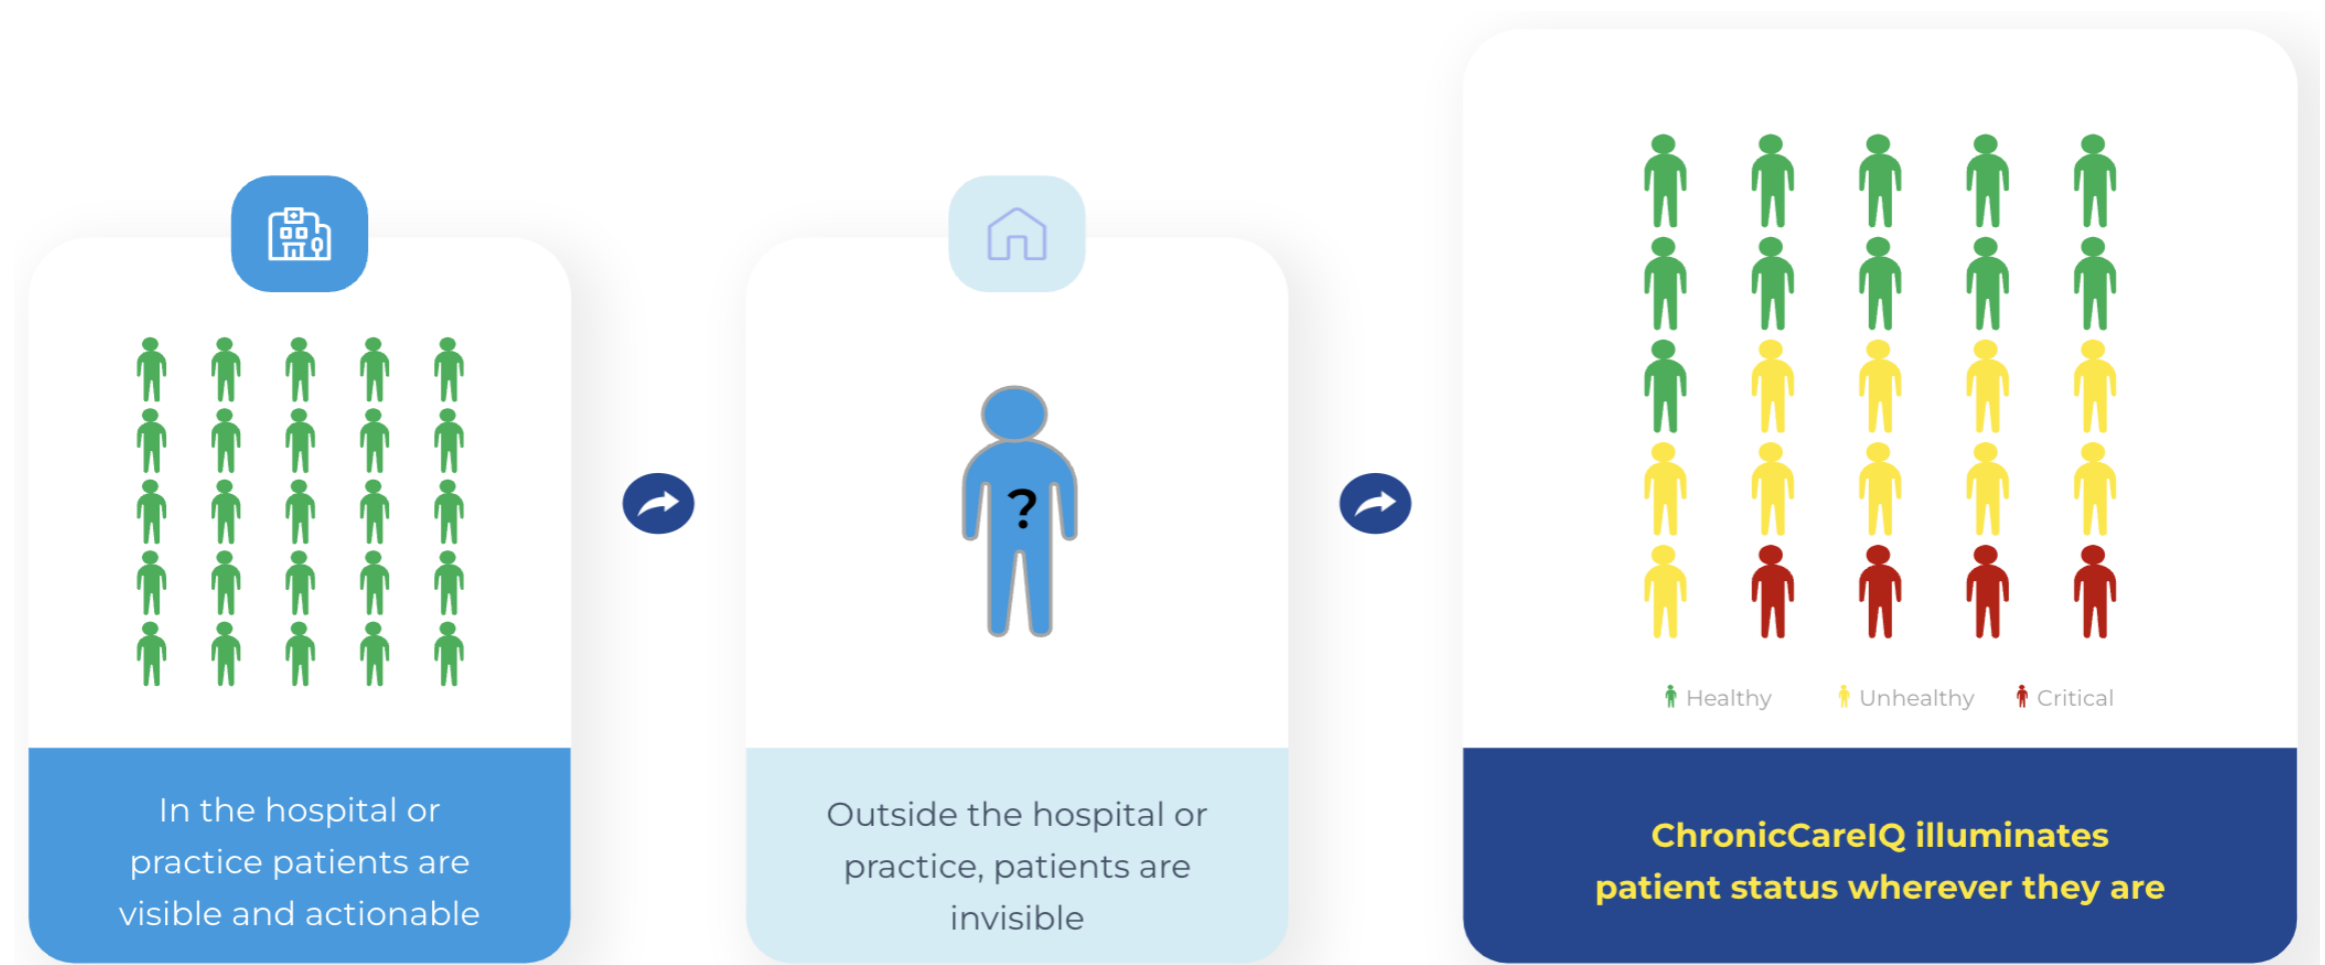 In the hospital or
practice patients are
visible and actionable
?
Outside the hospital or
practice, patients are
invisible
Healthy
Unhealthy
Critical
ChronicCareIQ illuminates
patient status wherever they are